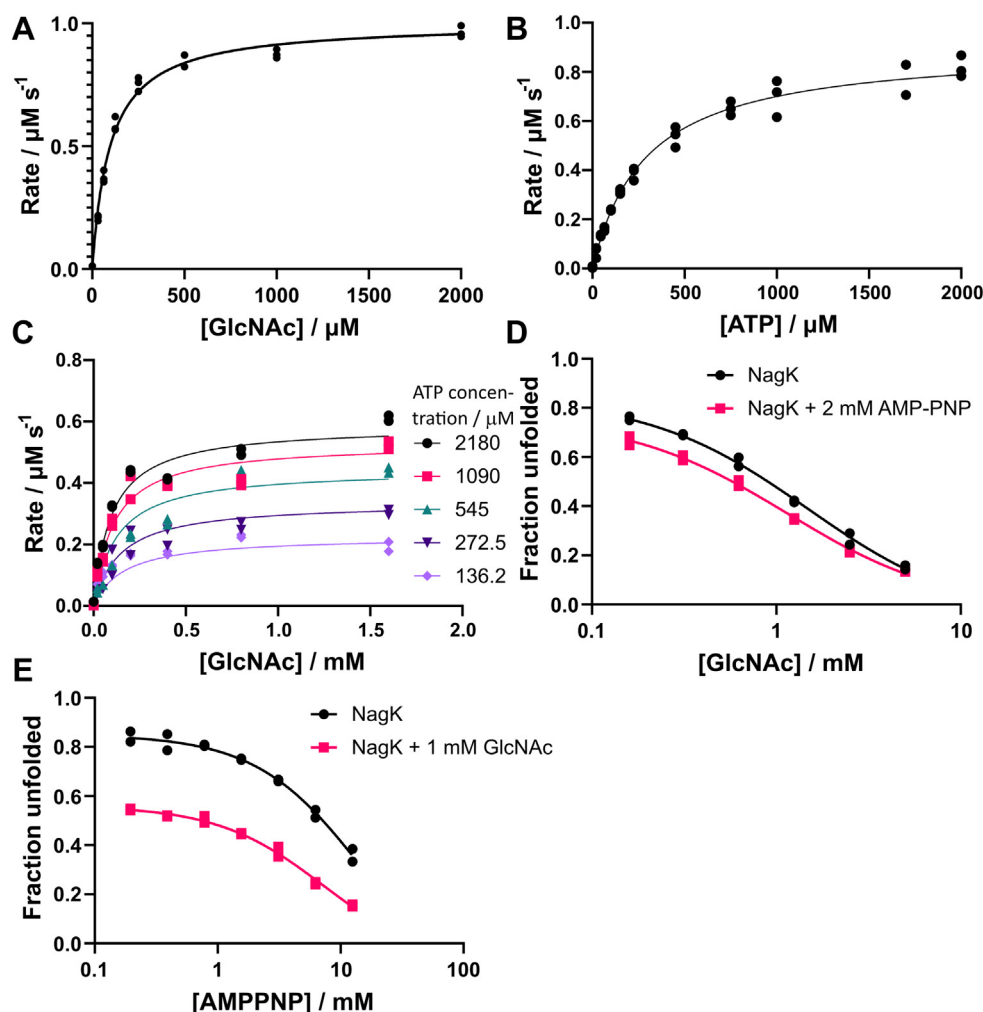 A
Rate / µM s⁻¹
1.0
0.5
0.0
0
500
1000
1500
2000
[GlcNAc] / µM
B
Rate / µM s⁻¹
1.0
0.8
0.6
0.4
0.2
0.0
0
500
1000
1500
2000
[ATP] / µM
C
Rate / µM s⁻¹
0.8
0.6
0.4
0.2
0.0
0.0
0.5
1.0
1.5
2.0
[GlcNAc] / mM
ATP concen-
tration / µM
2180
1090
545
272.5
136.2
D
Fraction unfolded
1.0
0.8
0.6
0.4
0.2
0.0
0.1
1
10
[GlcNAc] / mM
NagK
NagK + 2 mM AMP-PNP
E
Fraction unfolded
1.0
0.8
0.6
0.4
0.2
0.0
0.1
1
10
100
[AMPPNP] / mM
NagK
NagK + 1 mM GlcNAc